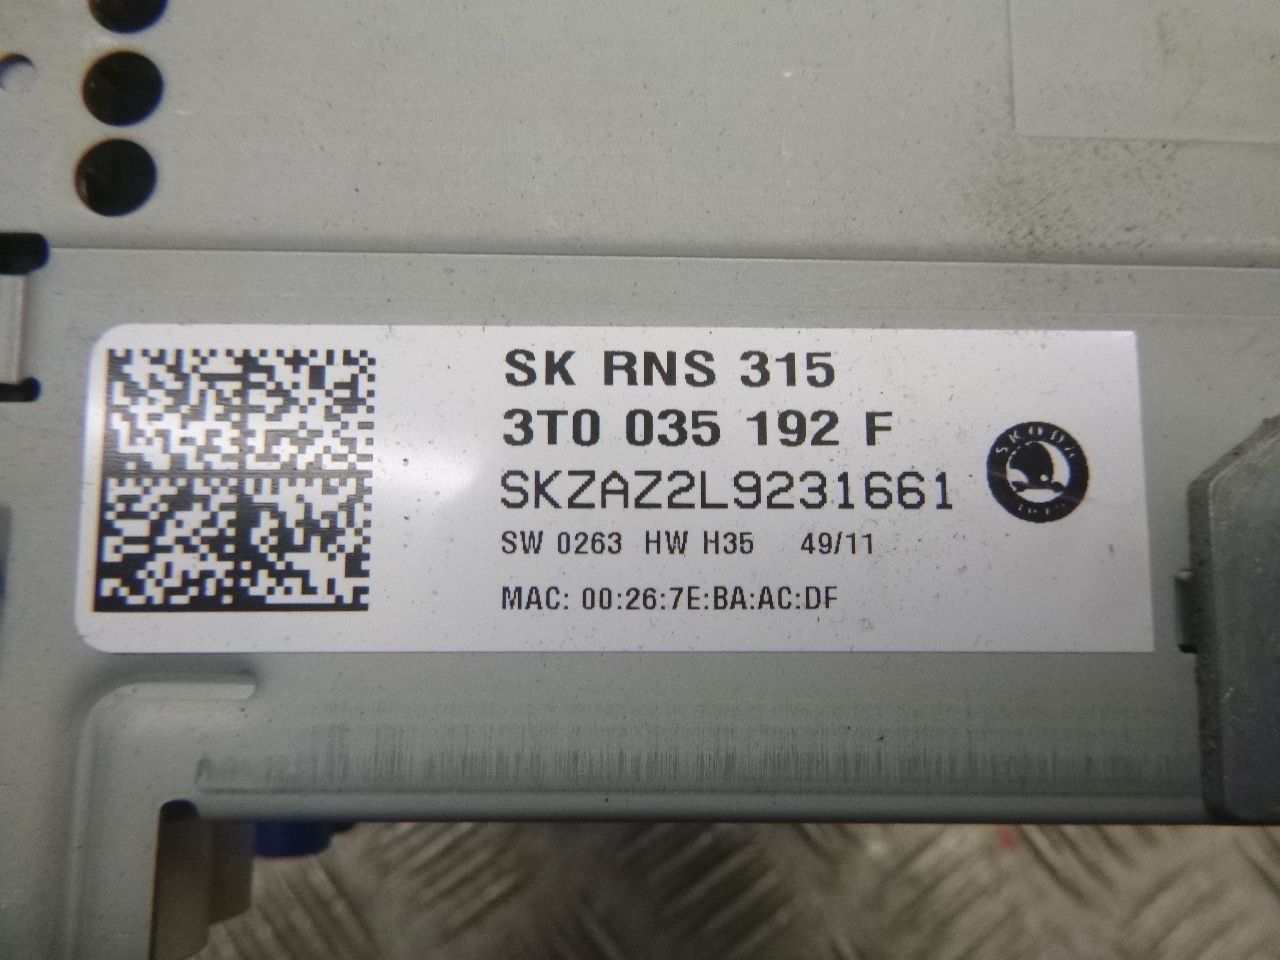 SK RNS 315
3T0 035 192 F
SKZAZ2L9231661
SW 0263 HW H35 49/11
MAC: 00:26:7E:BA:AC:DF
SKODA